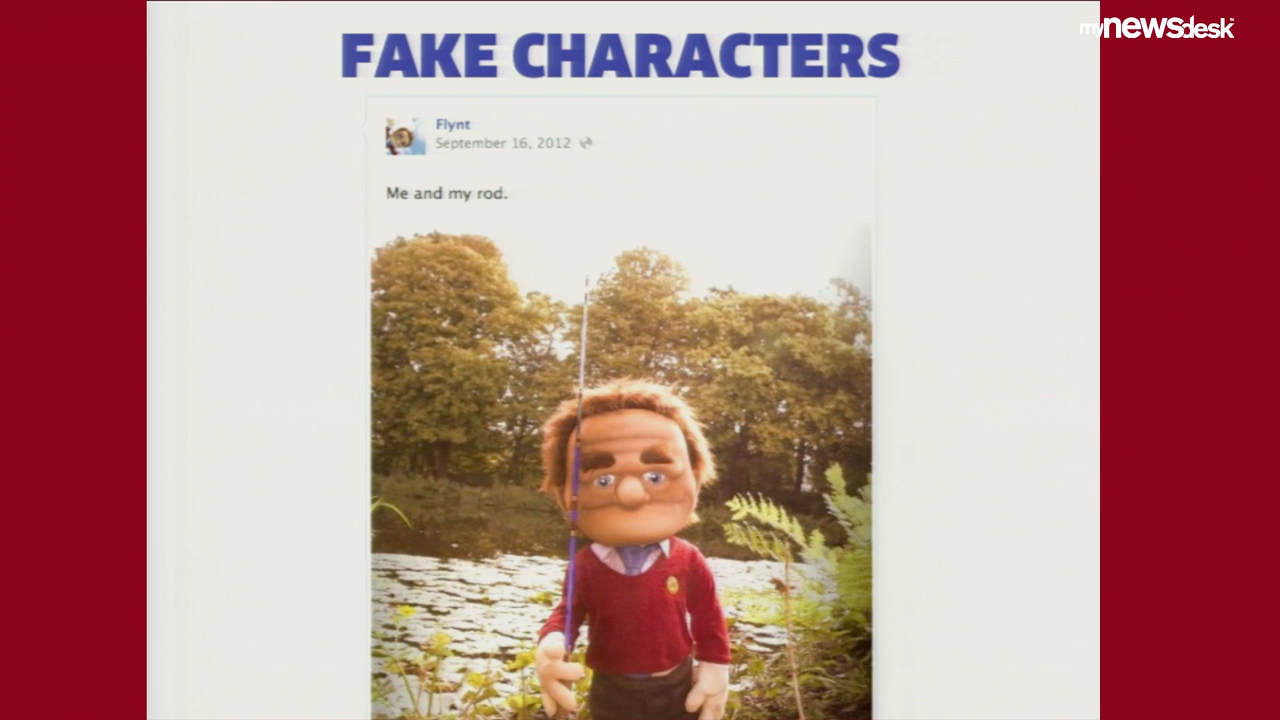 mynewsdesk
FAKE CHARACTERS
Flynt
September 16, 2012
Me and my rod.